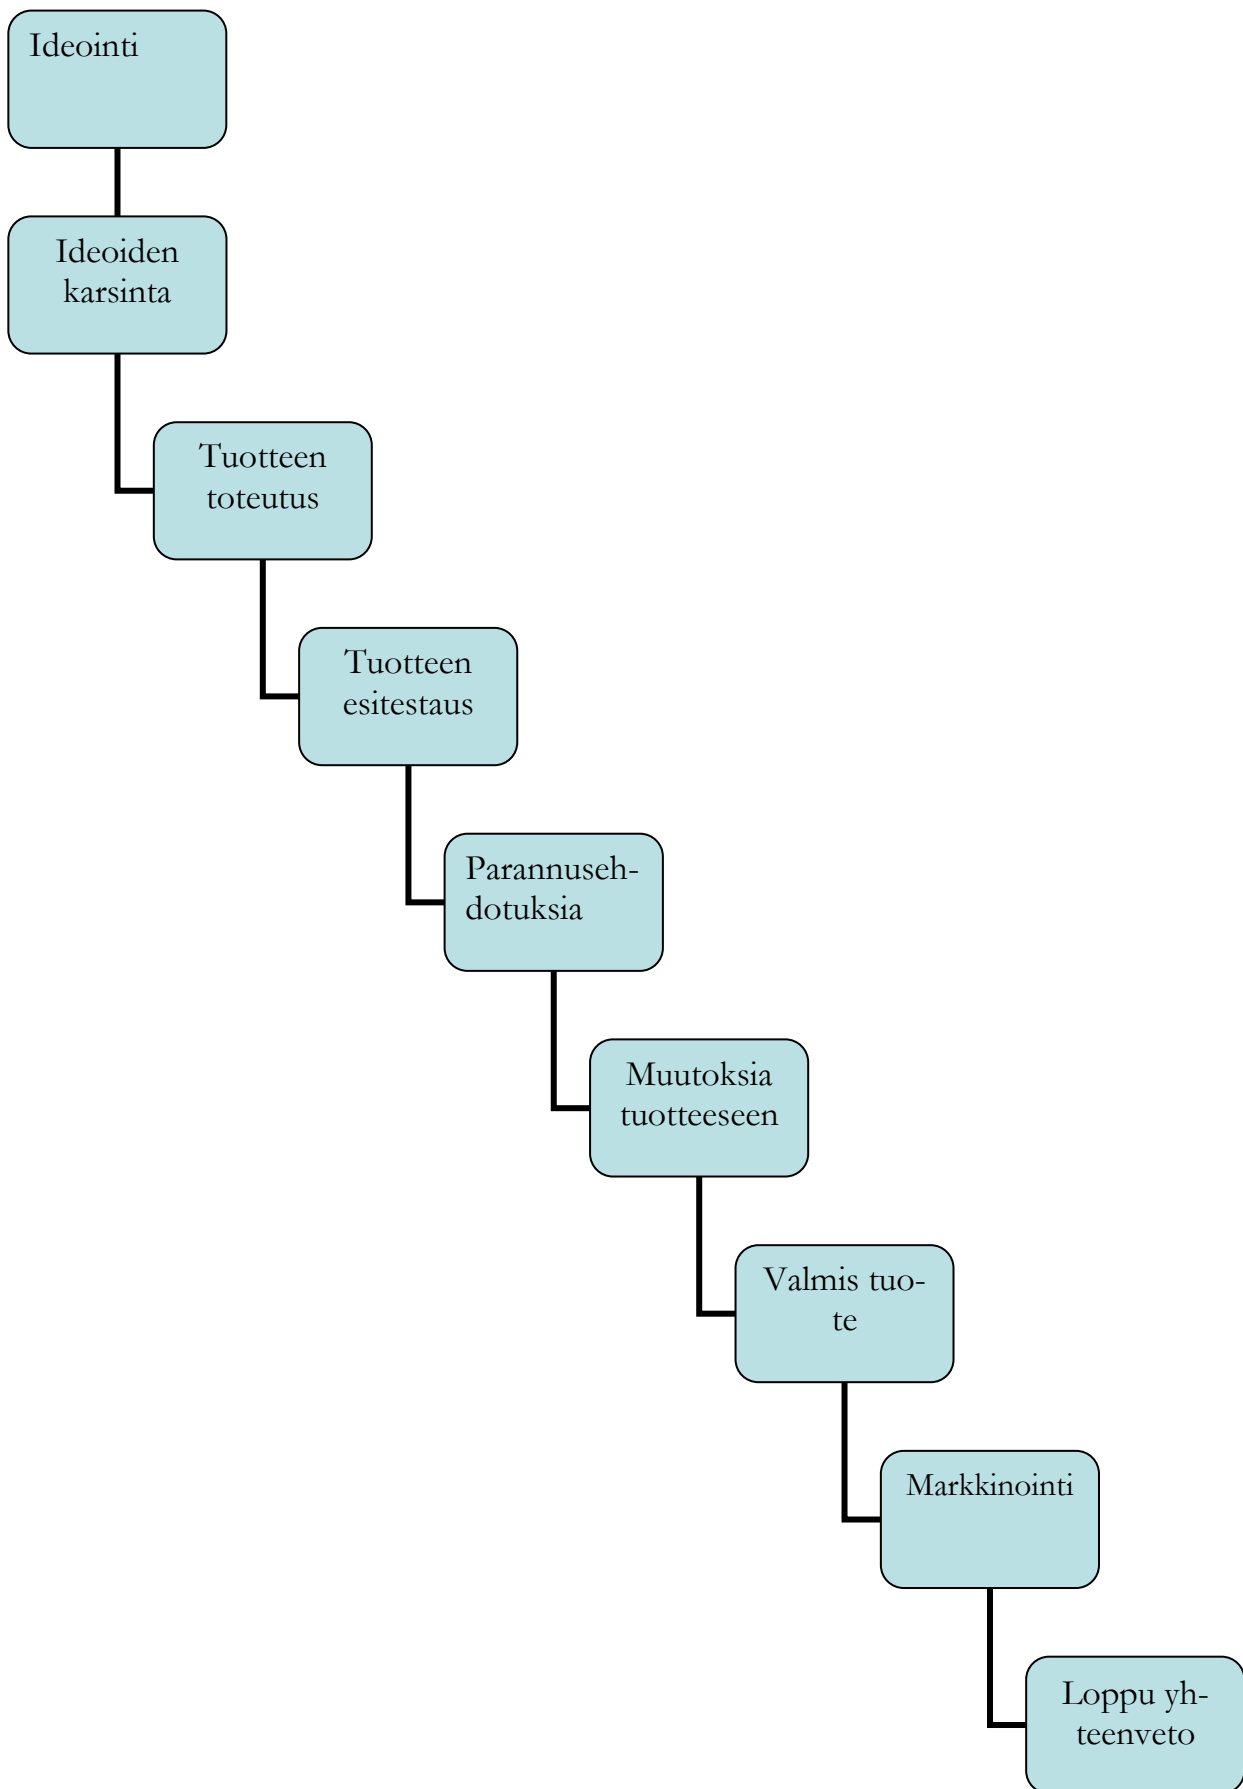 Ideointi
Ideoiden
karsinta
Tuotteen
toteutus
Tuotteen
esitestaus
Parannuseh-
dotuksia
Muutoksia
tuotteeseen
Valmis tuo-
te
Markkinointi
Loppu yh-
teenveto